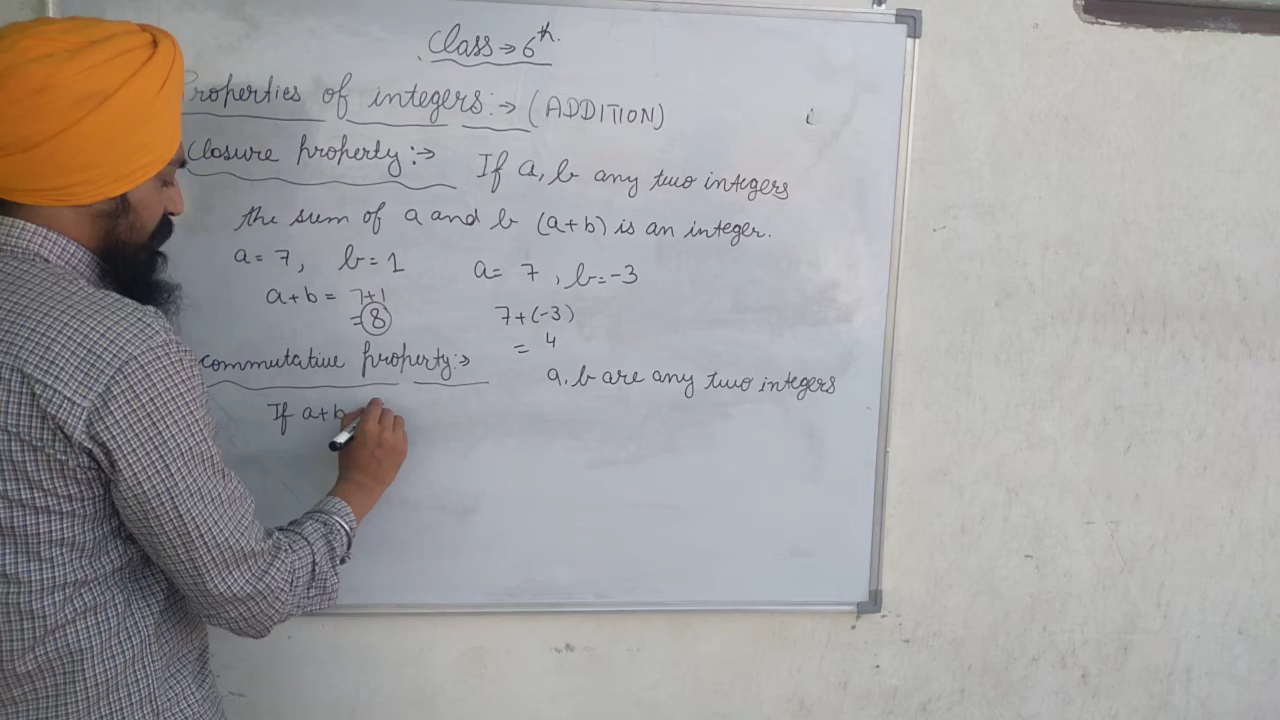 Class → 6th.
Properties of integers:→ (ADDITION)
Closure property:→ If a, b any two integers
the sum of a and b (a+b) is an integer.
a = 7, b = 1 a = 7, b = -3
a+b = 7+1 7+(-3)
= 8 = 4
commutative property:→ a, b are any two integers
If a+b